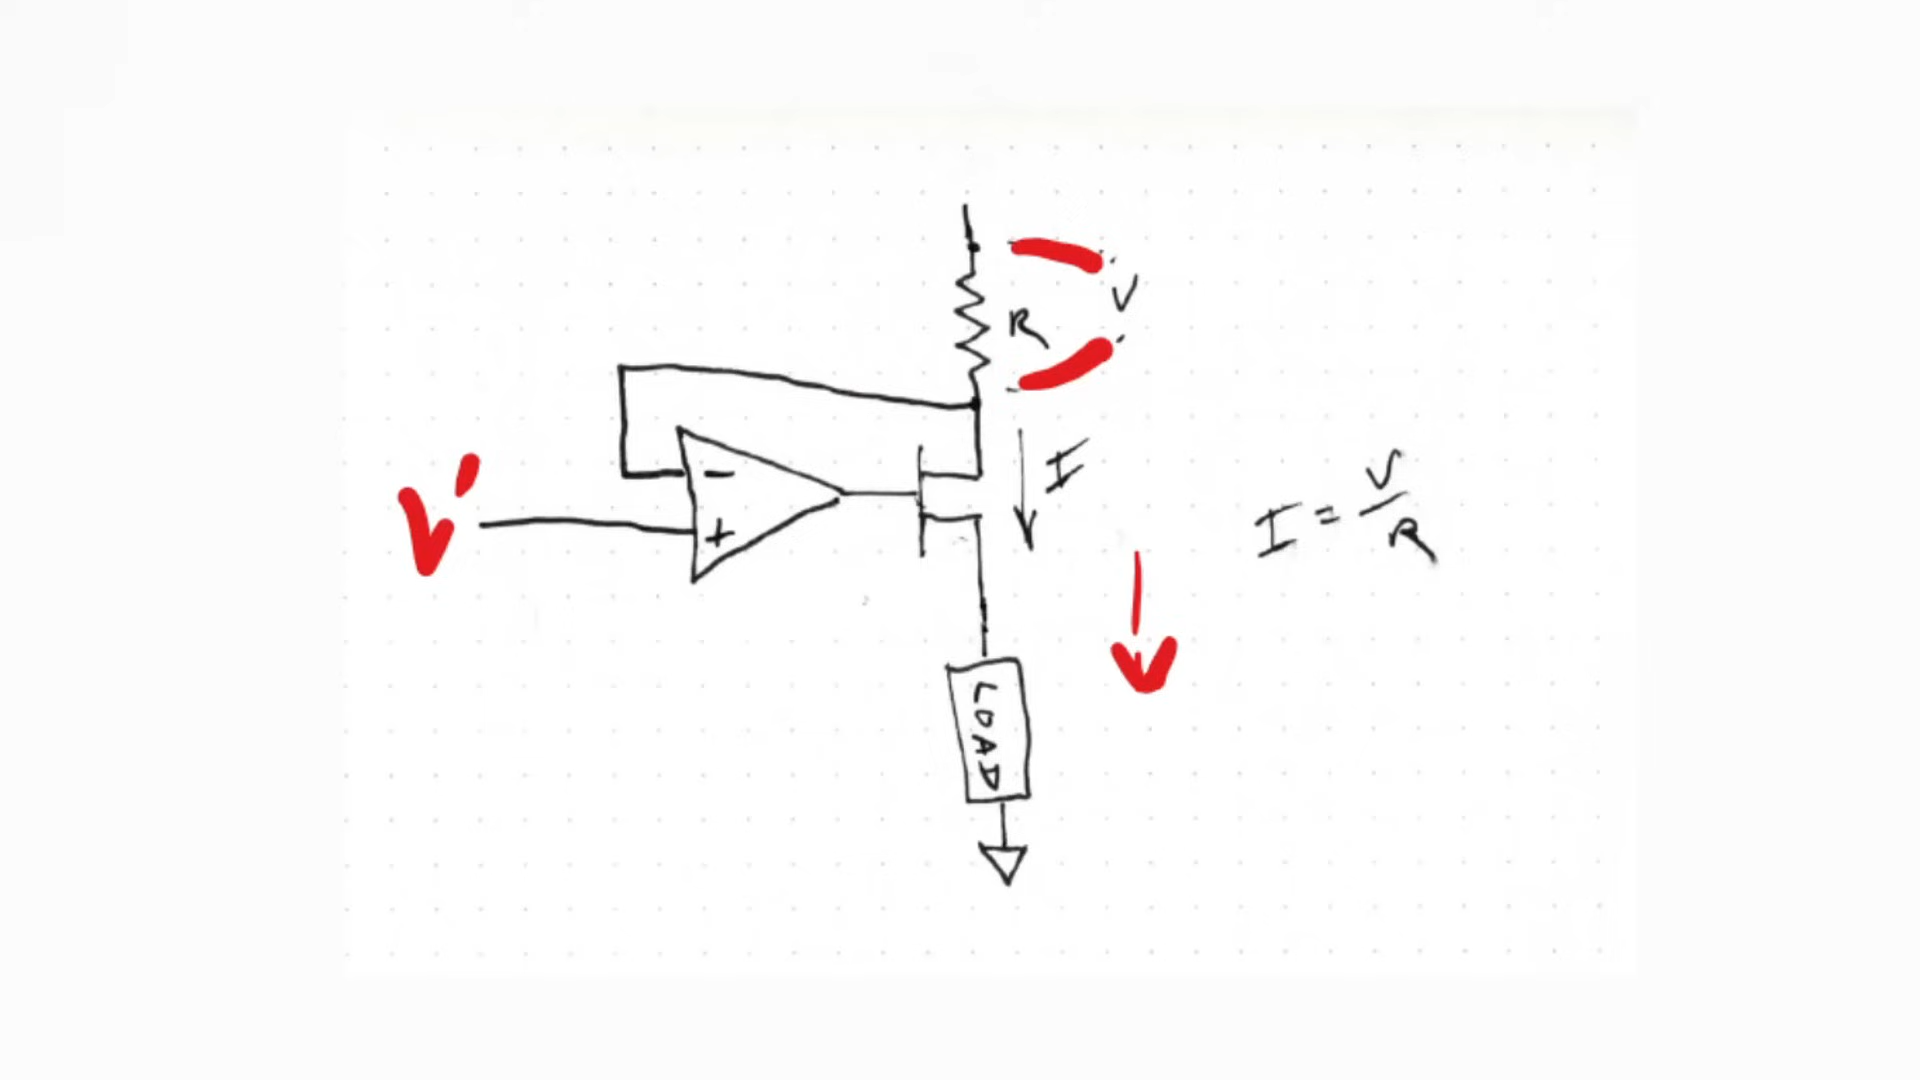 V
R
I
V'
-
+
I = V/R
LOAD